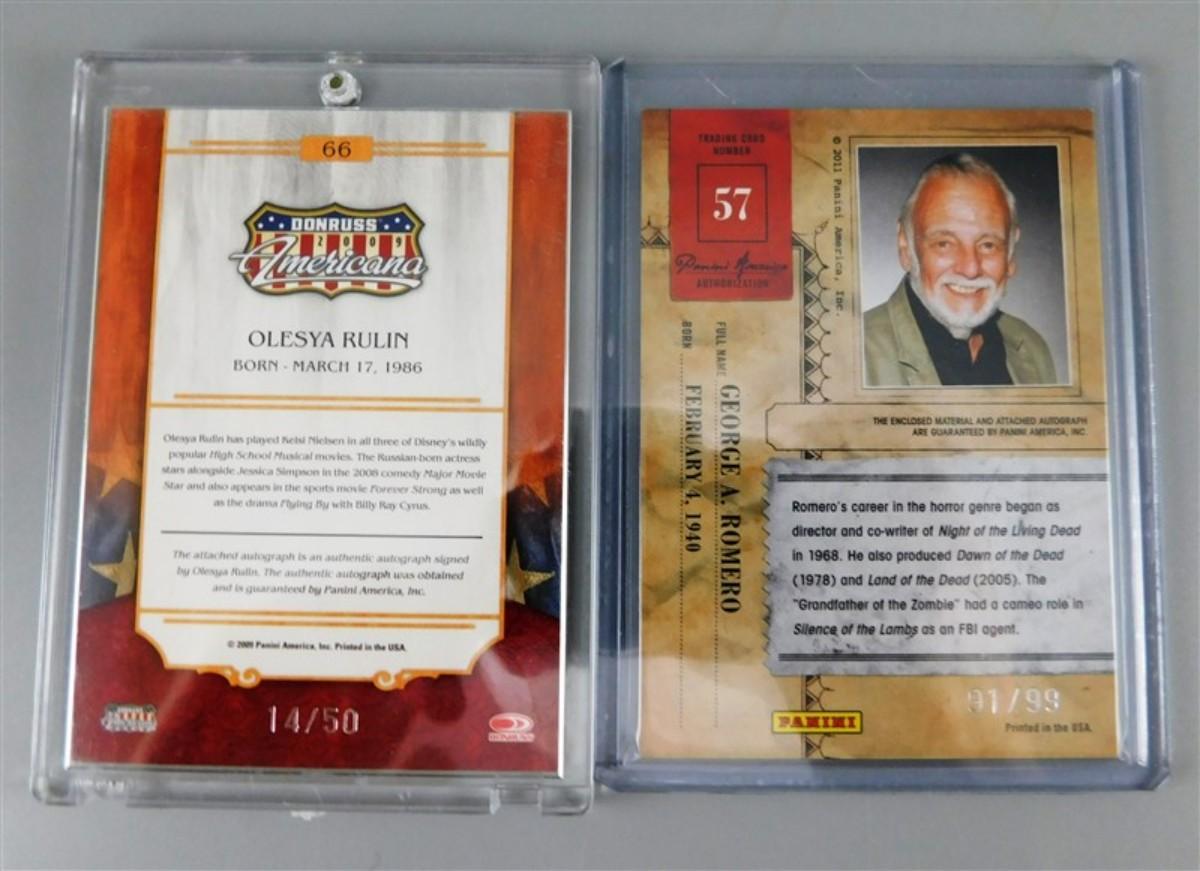 66
DONRUSS
2009
Americana
OLESYA RULIN
BORN - MARCH 17, 1986
Olesya Rulin has played Kelsi Nielsen in all three of Disney's wildly
popular High School Musical movies. The Russian-born actress
stars alongside Jessica Simpson in the 2008 comedy Major Movie
Star and also appears in the sports movie Forever Strong as well
as the drama Flying By with Billy Ray Cyrus.
The attached autograph is an authentic autograph signed
by Olesya Rulin. The authentic autograph was obtained
and is guaranteed by Panini America, Inc.
© 2009 Panini America, Inc. Printed in the USA.
14/50
DONRUSS
TRADING CARD
NUMBER
57
Panini America
AUTHORIZATION
© 2011 Panini America, Inc.
FULL NAME GEORGE A. ROMERO
BORN FEBRUARY 4, 1940
THE ENCLOSED MATERIAL AND ATTACHED AUTOGRAPH
ARE GUARANTEED BY PANINI AMERICA, INC.
Romero's career in the horror genre began as
director and co-writer of Night of the Living Dead
in 1968. He also produced Dawn of the Dead
(1978) and Land of the Dead (2005). The
"Grandfather of the Zombie" had a cameo role in
Silence of the Lambs as an FBI agent.
91/99
PANINI
Printed in the USA.